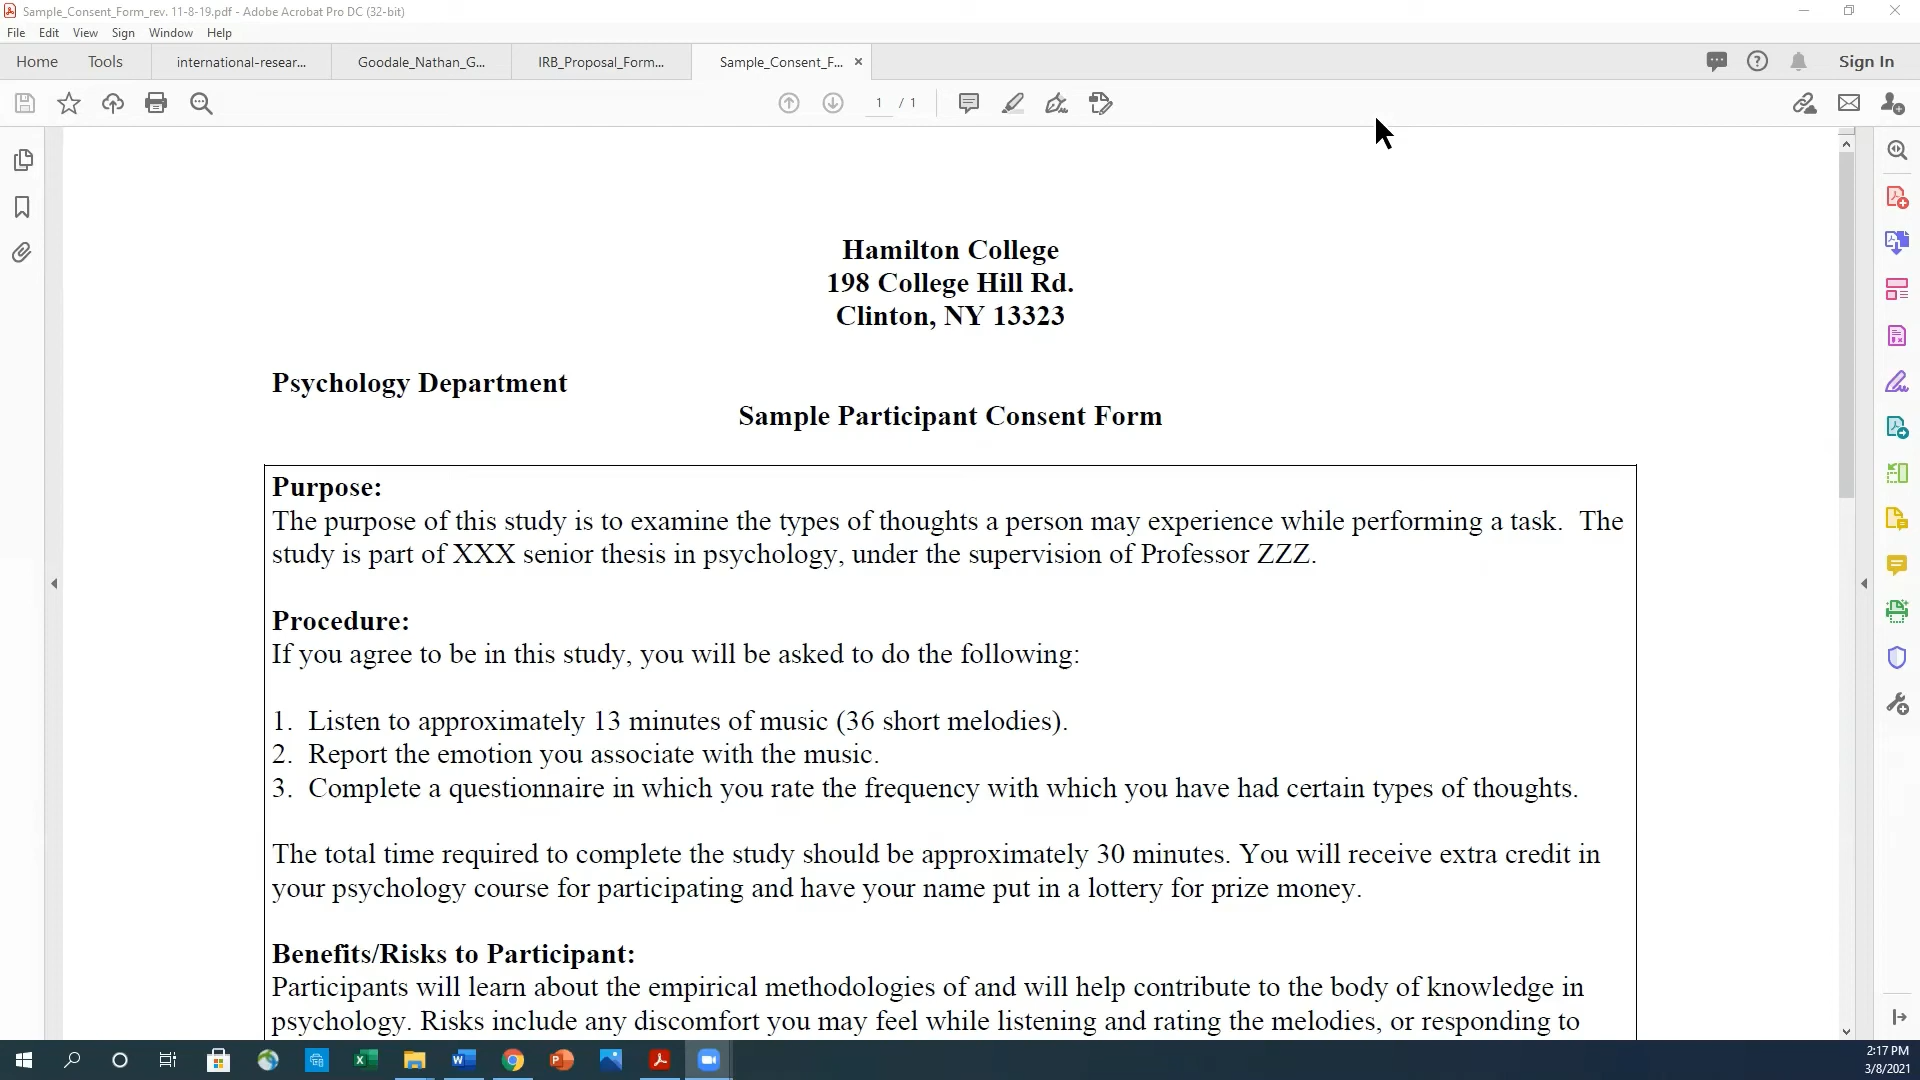 Sample_Consent_Form_rev. 11-8-19.pdf - Adobe Acrobat Pro DC (32-bit)
File Edit View Sign Window Help
Home Tools international-resear... Goodale_Nathan_G... IRB_Proposal_Form... Sample_Consent_F... × Sign In
1 / 1
Hamilton College
198 College Hill Rd.
Clinton, NY 13323
Psychology Department
Sample Participant Consent Form
Purpose:
The purpose of this study is to examine the types of thoughts a person may experience while performing a task. The
study is part of XXX senior thesis in psychology, under the supervision of Professor ZZZ.
Procedure:
If you agree to be in this study, you will be asked to do the following:
1. Listen to approximately 13 minutes of music (36 short melodies).
2. Report the emotion you associate with the music.
3. Complete a questionnaire in which you rate the frequency with which you have had certain types of thoughts.
The total time required to complete the study should be approximately 30 minutes. You will receive extra credit in
your psychology course for participating and have your name put in a lottery for prize money.
Benefits/Risks to Participant:
Participants will learn about the empirical methodologies of and will help contribute to the body of knowledge in
psychology. Risks include any discomfort you may feel while listening and rating the melodies, or responding to
2:17 PM
3/8/2021